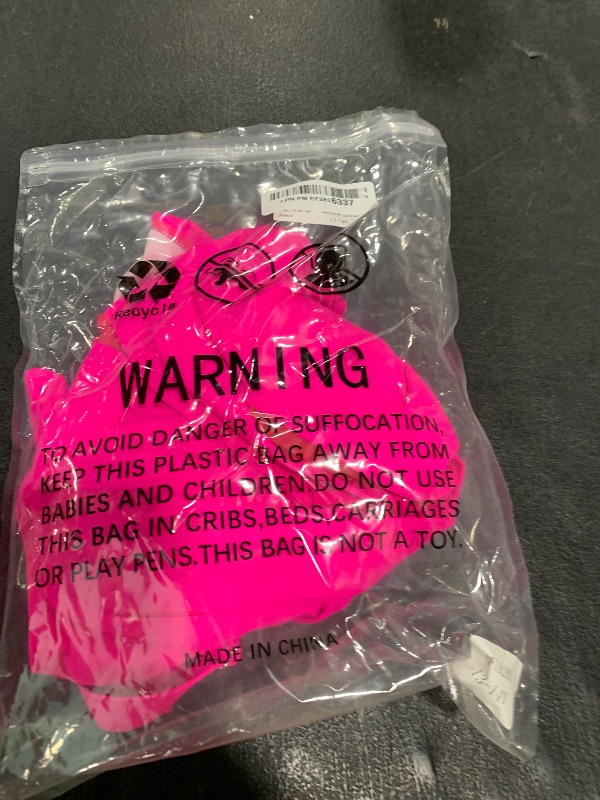 6337
Recycle
WARNING
TO AVOID DANGER OF SUFFOCATION,
KEEP THIS PLASTIC BAG AWAY FROM
BABIES AND CHILDREN.DO NOT USE
THIS BAG IN CRIBS,BEDS,CARRIAGES
OR PLAY PENS.THIS BAG IS NOT A TOY.
MADE IN CHINA